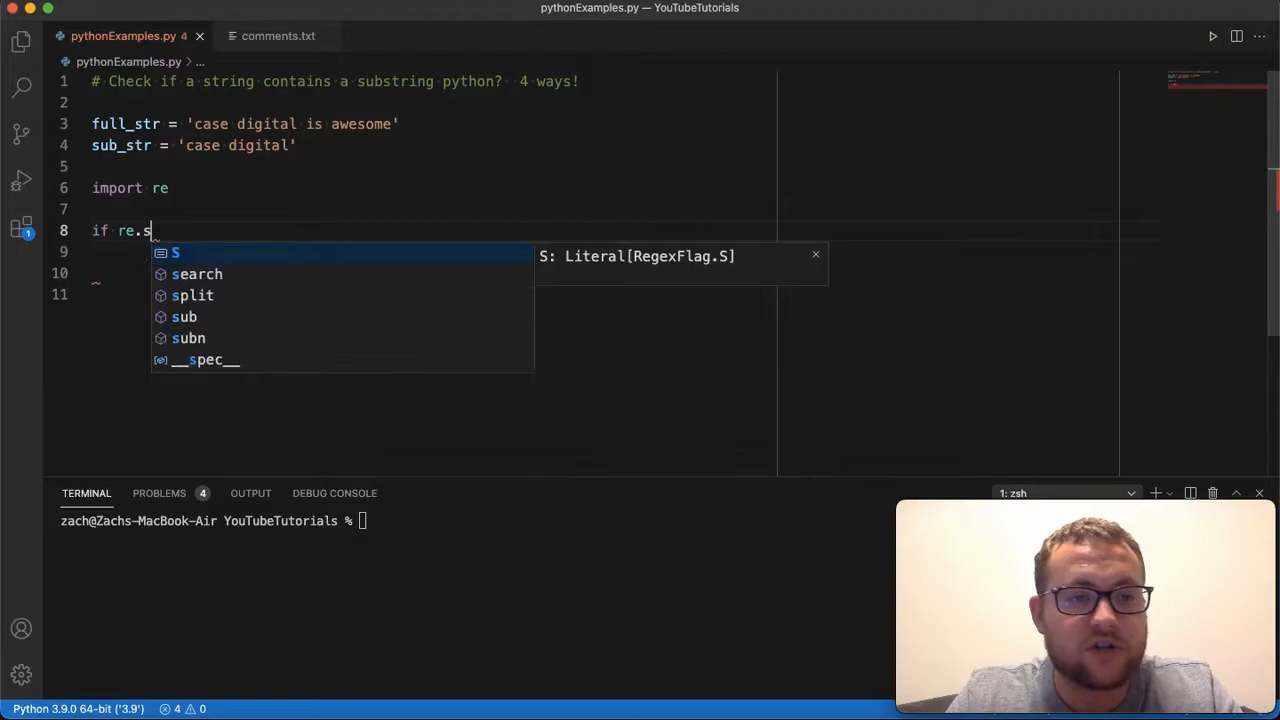 pythonExamples.py — YouTubeTutorials
pythonExamples.py 4
comments.txt
pythonExamples.py > ...
1 # Check if a string contains a substring python? 4 ways!
2
3 full_str = 'case digital is awesome'
4 sub_str = 'case digital'
5
6 import re
7
8 if re.s
9
10
11
S
search
split
sub
subn
__spec__
S: Literal[RegexFlag.S]
1
TERMINAL PROBLEMS 4 OUTPUT DEBUG CONSOLE
1: zsh
zach@Zachs-MacBook-Air YouTubeTutorials %
Python 3.9.0 64-bit ('3.9') 4 0